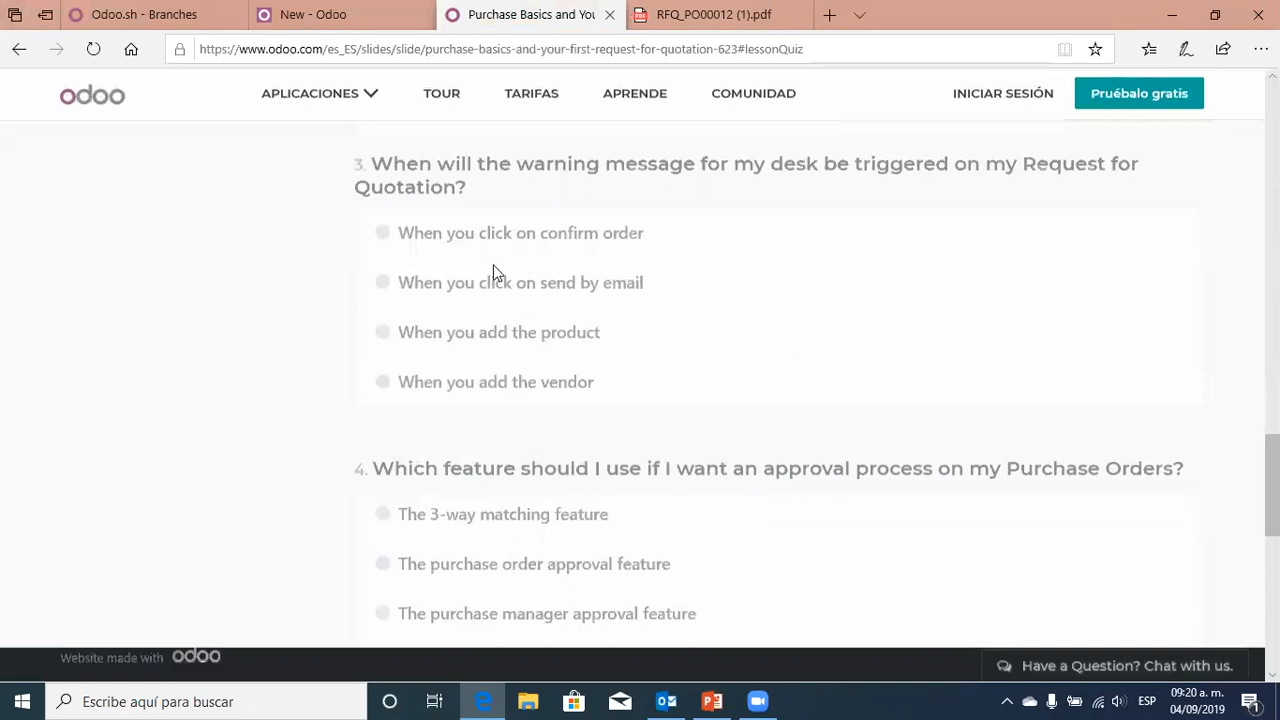 Odoo.sh - Branches
New - Odoo
Purchase Basics and You
RFQ_PO00012 (1).pdf
https://www.odoo.com/es_ES/slides/slide/purchase-basics-and-your-first-request-for-quotation-623#lessonQuiz
odoo
APLICACIONES
TOUR
TARIFAS
APRENDE
COMUNIDAD
INICIAR SESIÓN
Pruébalo gratis
3. When will the warning message for my desk be triggered on my Request for
Quotation?
When you click on confirm order
When you click on send by email
When you add the product
When you add the vendor
4. Which feature should I use if I want an approval process on my Purchase Orders?
The 3-way matching feature
The purchase order approval feature
The purchase manager approval feature
Website made with odoo
Have a Question? Chat with us.
Escribe aquí para buscar
ESP
09:20 a. m.
04/09/2019
1